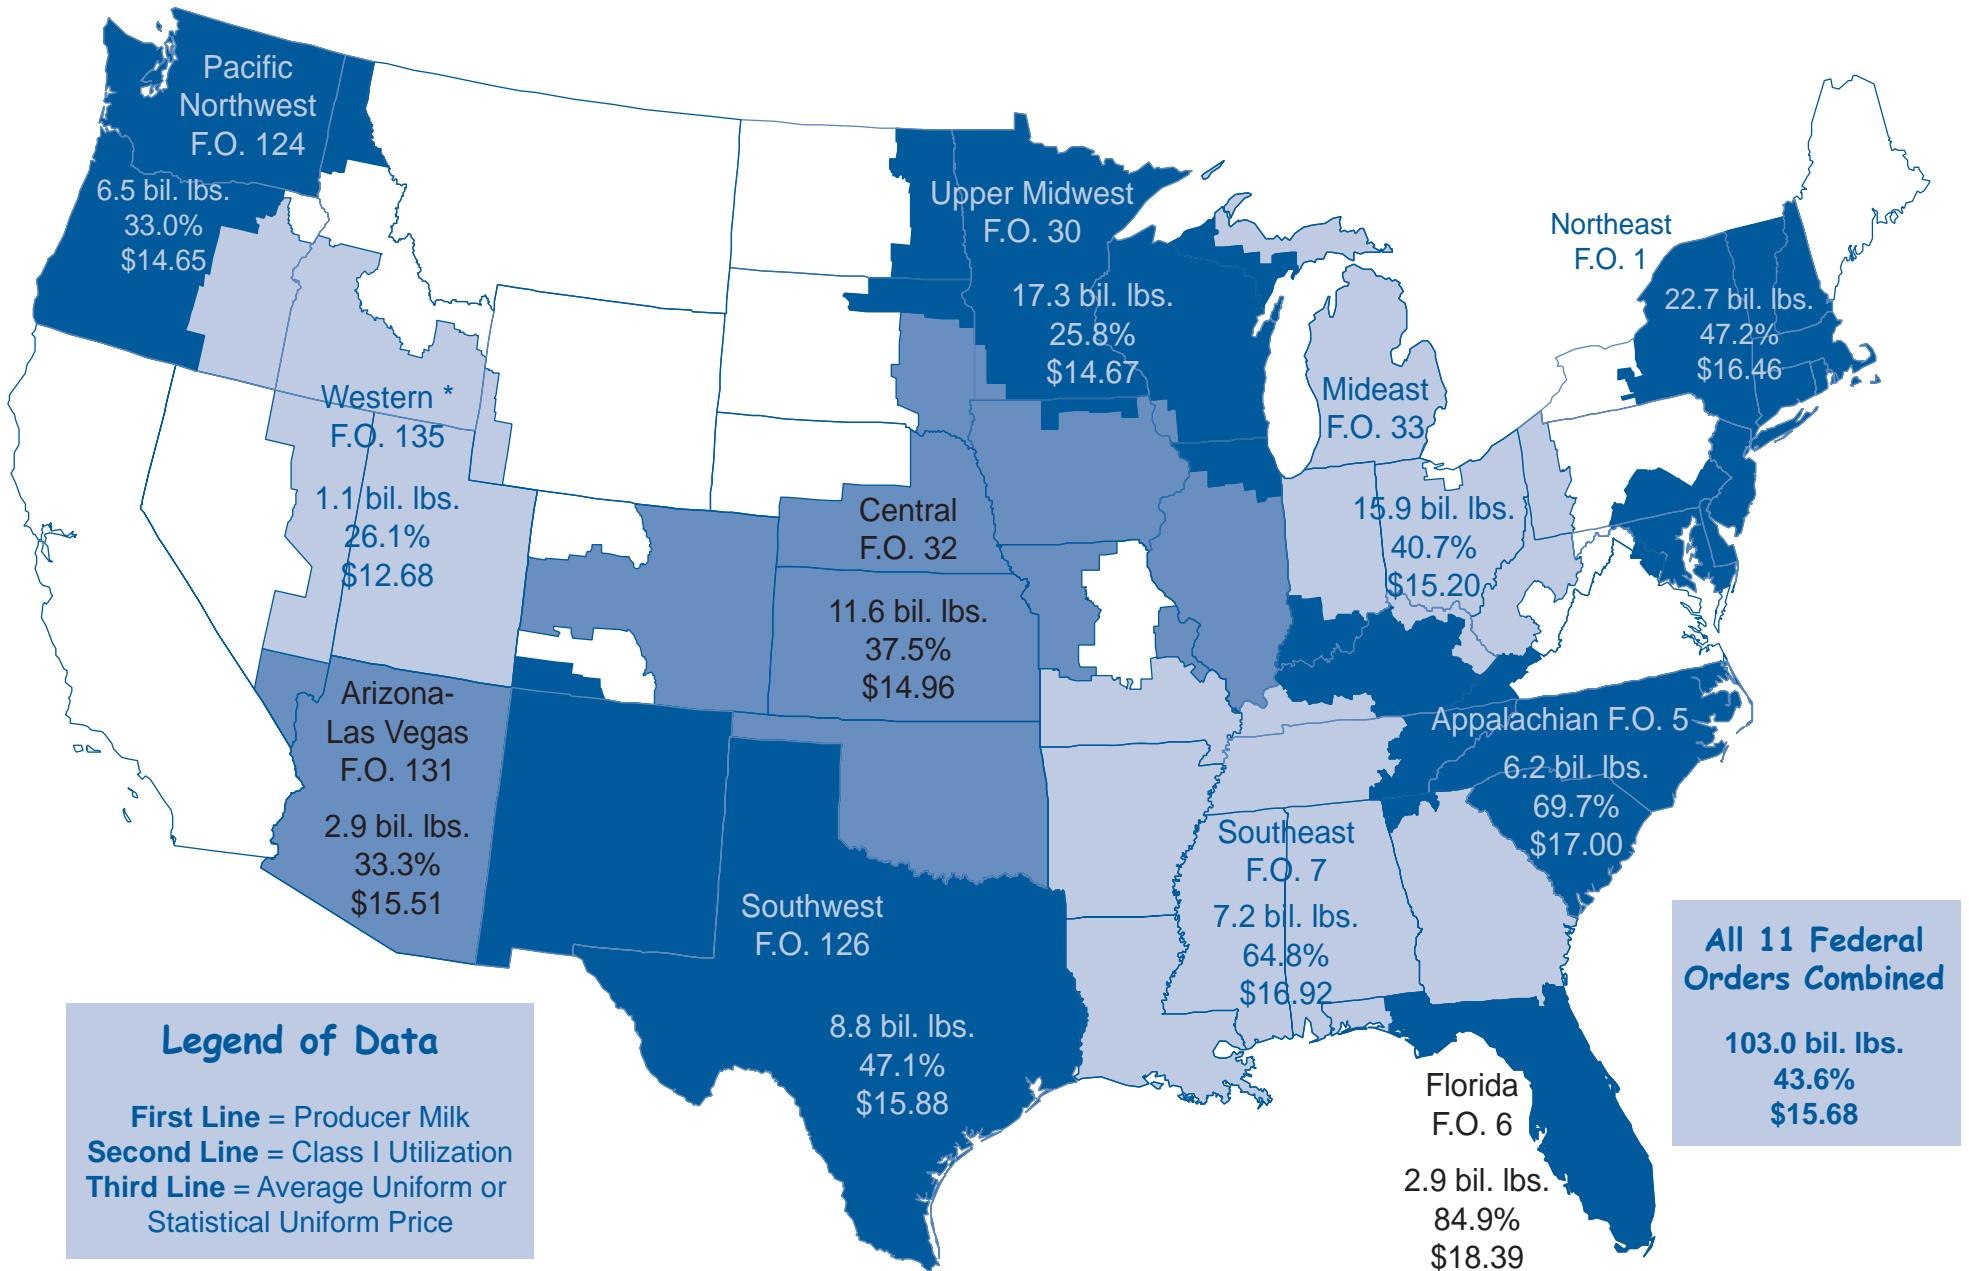 Pacific
Northwest
F.O. 124
6.5 bil. lbs.
33.0%
$14.65
Upper Midwest
F.O. 30
17.3 bil. lbs.
25.8%
$14.67
Northeast
F.O. 1
22.7 bil. lbs.
47.2%
$16.46
Western *
F.O. 135
1.1 bil. lbs.
26.1%
$12.68
Mideast
F.O. 33
15.9 bil. lbs.
40.7%
$15.20
Central
F.O. 32
11.6 bil. lbs.
37.5%
$14.96
Arizona-
Las Vegas
F.O. 131
2.9 bil. lbs.
33.3%
$15.51
Appalachian F.O. 5
6.2 bil. lbs.
69.7%
$17.00
Southwest
F.O. 126
8.8 bil. lbs.
47.1%
$15.88
Southeast
F.O. 7
7.2 bil. lbs.
64.8%
$16.92
Florida
F.O. 6
2.9 bil. lbs.
84.9%
$18.39
All 11 Federal
Orders Combined
103.0 bil. lbs.
43.6%
$15.68
Legend of Data
First Line = Producer Milk
Second Line = Class I Utilization
Third Line = Average Uniform or
Statistical Uniform Price